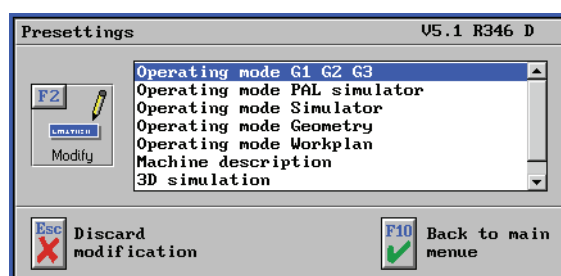 Presettings V5.1 R346 D
Operating mode G1 G2 G3
Operating mode PAL simulator
Operating mode Simulator
Operating mode Geometry
Operating mode Workplan
Machine description
3D simulation
F2
Modify
Esc Discard
modification
F10 Back to main
menue